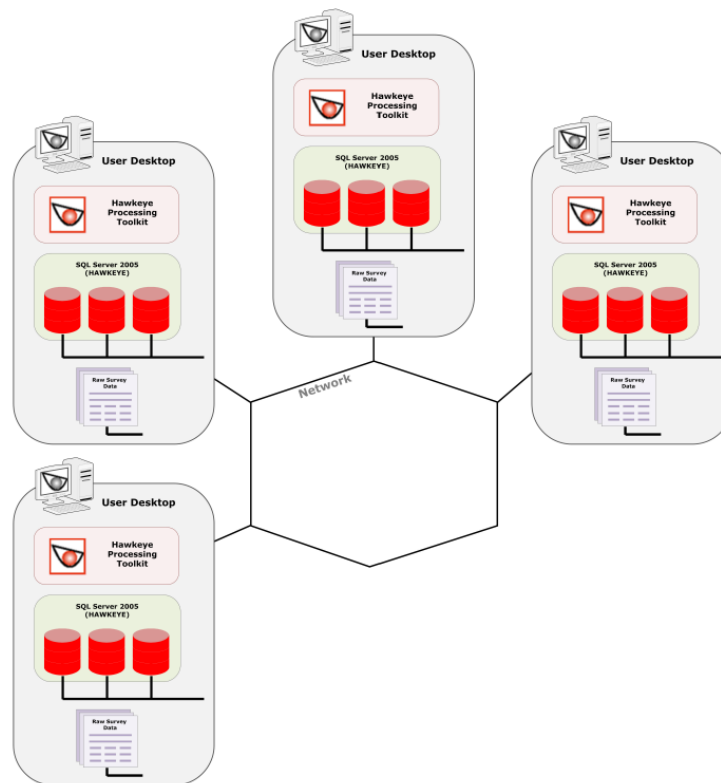 User Desktop
Hawkeye
Processing
Toolkit
SQL Server 2005
(HAWKEYE)
Raw Survey
Data
User Desktop
Hawkeye
Processing
Toolkit
SQL Server 2005
(HAWKEYE)
Raw Survey
Data
User Desktop
Hawkeye
Processing
Toolkit
SQL Server 2005
(HAWKEYE)
Raw Survey
Data
Network
User Desktop
Hawkeye
Processing
Toolkit
SQL Server 2005
(HAWKEYE)
Raw Survey
Data